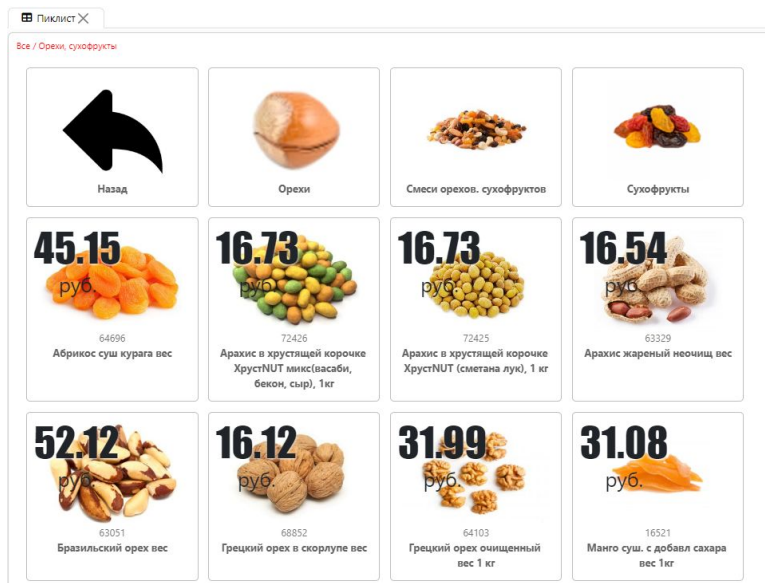 Пиклист
Все / Орехи, сухофрукты
Назад
Орехи
Смеси орехов. сухофруктов
Сухофрукты
45.15
руб.
64696
Абрикос суш курага вес
16.73
руб.
72426
Арахис в хрустящей корочке
ХрустNUT микс(васаби,
бекон, сыр), 1кг
16.73
руб.
72425
Арахис в хрустящей корочке
ХрустNUT (сметана лук), 1 кг
16.54
руб.
63329
Арахис жареный неочищ вес
52.12
руб.
63051
Бразильский орех вес
16.12
руб.
68852
Грецкий орех в скорлупе вес
31.99
руб.
64103
Грецкий орех очищенный
вес 1 кг
31.08
руб.
16521
Манго суш. с добавл сахара
вес 1кг